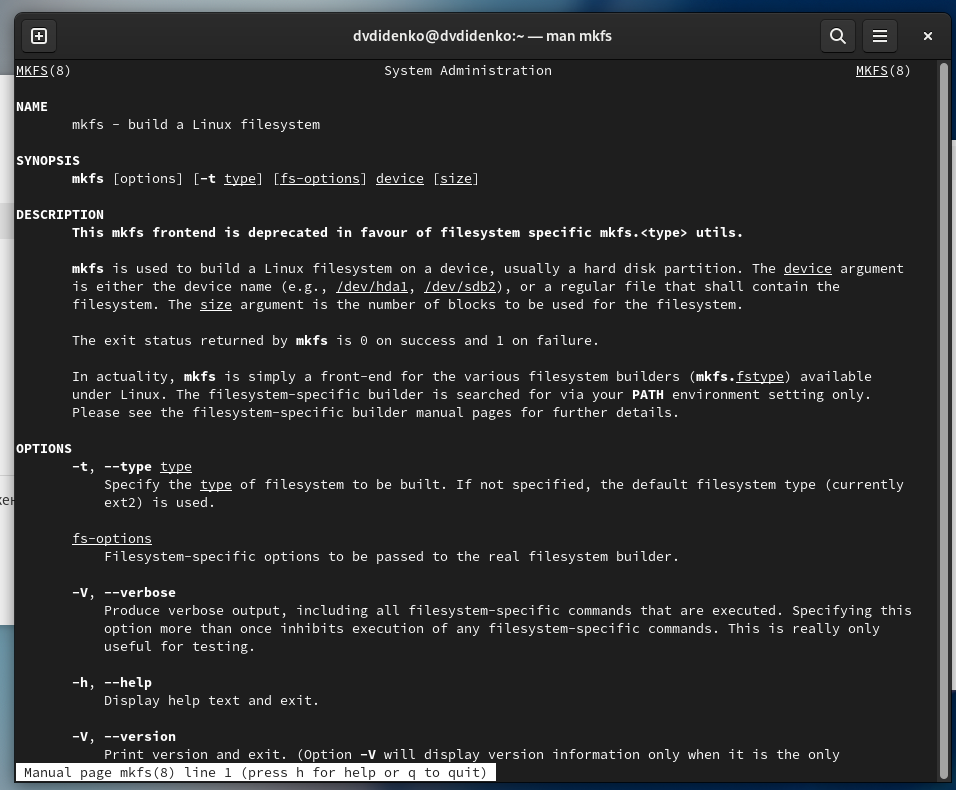 dvdidenko@dvdidenko:~ — man mkfs
MKFS(8) System Administration MKFS(8)
NAME
mkfs - build a Linux filesystem
SYNOPSIS
mkfs [options] [-t type] [fs-options] device [size]
DESCRIPTION
This mkfs frontend is deprecated in favour of filesystem specific mkfs.<type> utils.
mkfs is used to build a Linux filesystem on a device, usually a hard disk partition. The device argument
is either the device name (e.g., /dev/hda1, /dev/sdb2), or a regular file that shall contain the
filesystem. The size argument is the number of blocks to be used for the filesystem.
The exit status returned by mkfs is 0 on success and 1 on failure.
In actuality, mkfs is simply a front-end for the various filesystem builders (mkfs.fstype) available
under Linux. The filesystem-specific builder is searched for via your PATH environment setting only.
Please see the filesystem-specific builder manual pages for further details.
OPTIONS
-t, --type type
Specify the type of filesystem to be built. If not specified, the default filesystem type (currently
ext2) is used.
fs-options
Filesystem-specific options to be passed to the real filesystem builder.
-V, --verbose
Produce verbose output, including all filesystem-specific commands that are executed. Specifying this
option more than once inhibits execution of any filesystem-specific commands. This is really only
useful for testing.
-h, --help
Display help text and exit.
-V, --version
Print version and exit. (Option -V will display version information only when it is the only
Manual page mkfs(8) line 1 (press h for help or q to quit)